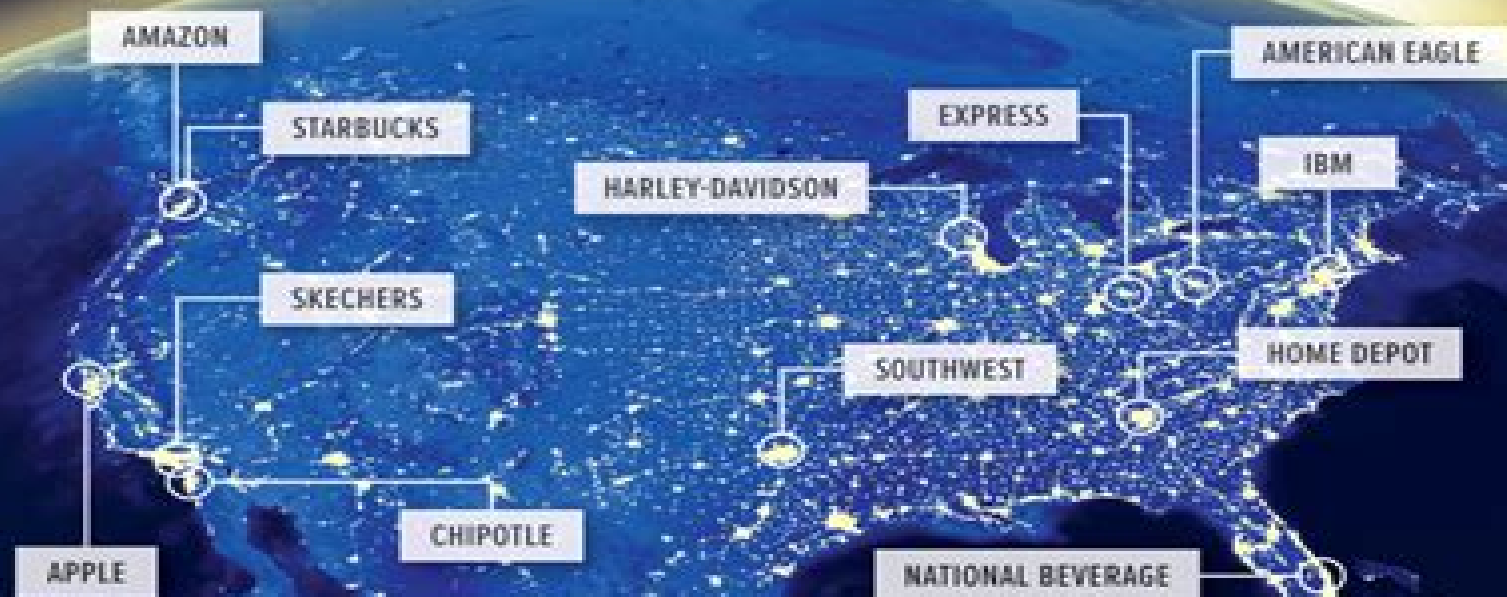 AMAZON
AMERICAN EAGLE
STARBUCKS
EXPRESS
IBM
HARLEY-DAVIDSON
SKECHERS
HOME DEPOT
SOUTHWEST
CHIPOTLE
APPLE
NATIONAL BEVERAGE